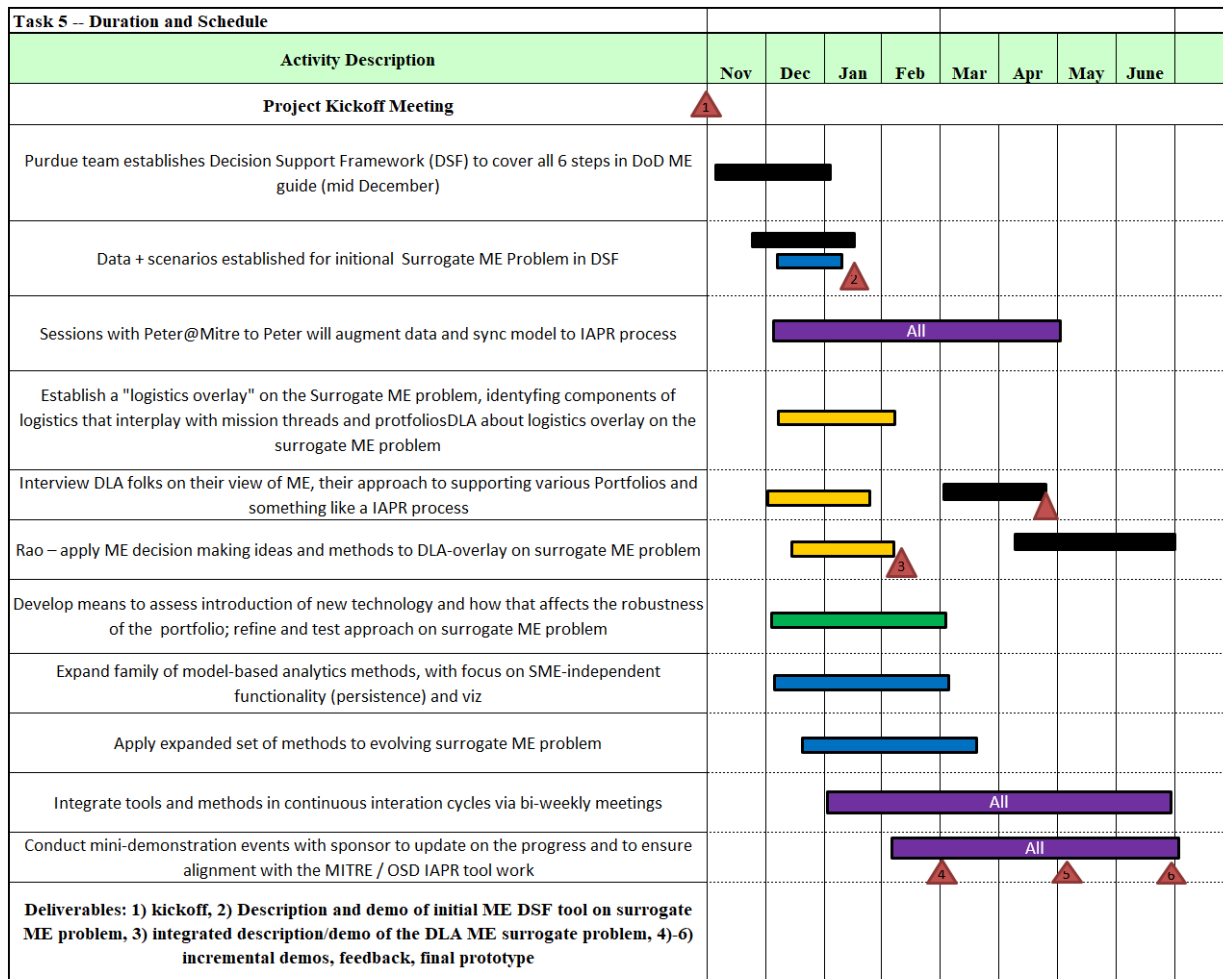 Task 5 -- Duration and Schedule
Activity Description
Nov Dec Jan Feb Mar Apr May June
Project Kickoff Meeting
1
Purdue team establishes Decision Support Framework (DSF) to cover all 6 steps in DoD ME
guide (mid December)
Data + scenarios established for initional Surrogate ME Problem in DSF
2
Sessions with Peter@Mitre to Peter will augment data and sync model to IAPR process
All
Establish a "logistics overlay" on the Surrogate ME problem, identyfing components of
logistics that interplay with mission threads and protfoliosDLA about logistics overlay on the
surrogate ME problem
Interview DLA folks on their view of ME, their approach to supporting various Portfolios and
something like a IAPR process
Rao – apply ME decision making ideas and methods to DLA-overlay on surrogate ME problem
3
Develop means to assess introduction of new technology and how that affects the robustness
of the portfolio; refine and test approach on surrogate ME problem
Expand family of model-based analytics methods, with focus on SME-independent
functionality (persistence) and viz
Apply expanded set of methods to evolving surrogate ME problem
Integrate tools and methods in continuous interation cycles via bi-weekly meetings
All
Conduct mini-demonstration events with sponsor to update on the progress and to ensure
alignment with the MITRE / OSD IAPR tool work
All
4 5 6
Deliverables: 1) kickoff, 2) Description and demo of initial ME DSF tool on surrogate
ME problem, 3) integrated description/demo of the DLA ME surrogate problem, 4)-6)
incremental demos, feedback, final prototype